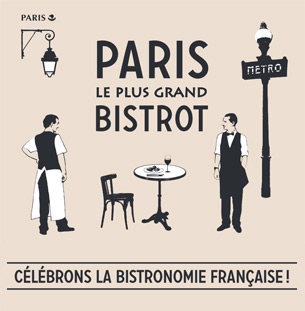 PARIS
PARIS
LE PLUS GRAND
BISTROT
METRO
CÉLÉBRONS LA BISTRONOMIE FRANÇAISE !